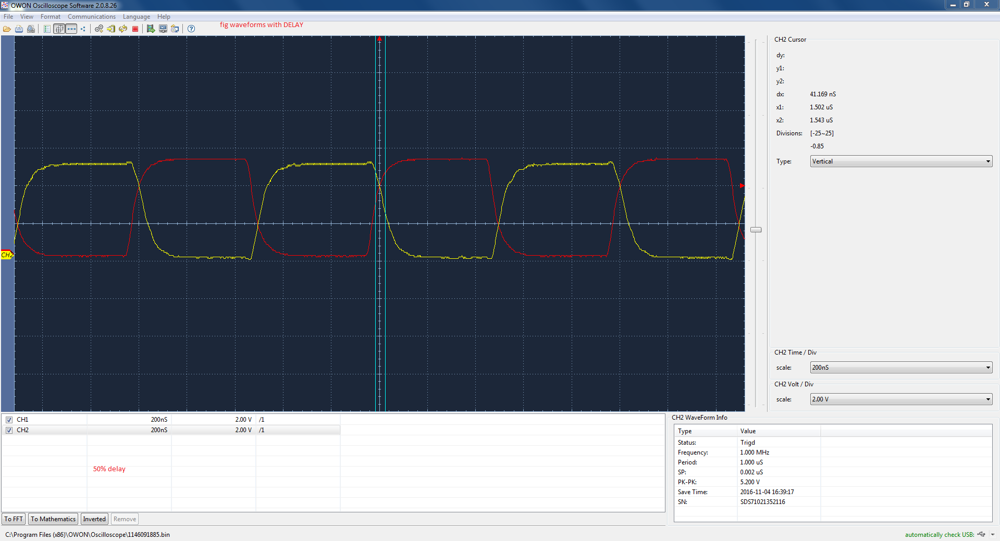 OWON Oscilloscope Software 2.0.8.26
File View Format Communications Language Help
fig waveforms with DELAY
CH2 Cursor
dy:
y1:
y2:
dx: 41.169 nS
x1: 1.502 uS
x2: 1.543 uS
Divisions: [-25~25]
-0.85
Type: Vertical
CH2
CH2 Time / Div
scale: 200nS
CH2 Volt / Div
scale: 2.00 V
CH1 200nS 2.00 V /1
CH2 200nS 2.00 V /1
50% delay
CH2 WaveForm Info
Type Value
Status: Trigd
Frequency: 1.000 MHz
Period: 1.000 uS
SP: 0.002 uS
PK-PK: 5.200 V
Save Time: 2016-11-04 16:39:17
SN: SDS71021352116
To FFT To Mathematics Inverted Remove
C:\Program Files (x86)\OWON\Oscilloscope\1146091885.bin
automatically check USB: